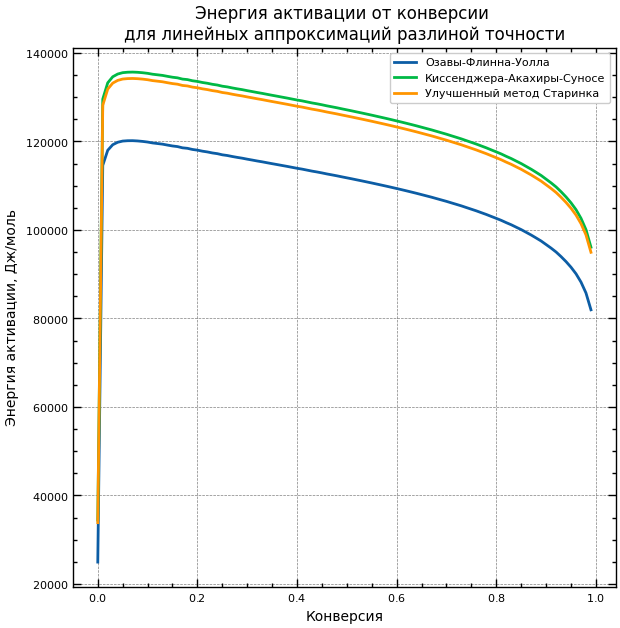 Энергия активации от конверсии
для линейных аппроксимаций разлиной точности
Озавы-Флинна-Уолла
Киссенджера-Акахиры-Суносе
Улучшенный метод Старинка
Энергия активации, Дж/моль
140000
120000
100000
80000
60000
40000
20000
0.0
0.2
0.4
0.6
0.8
1.0
Конверсия